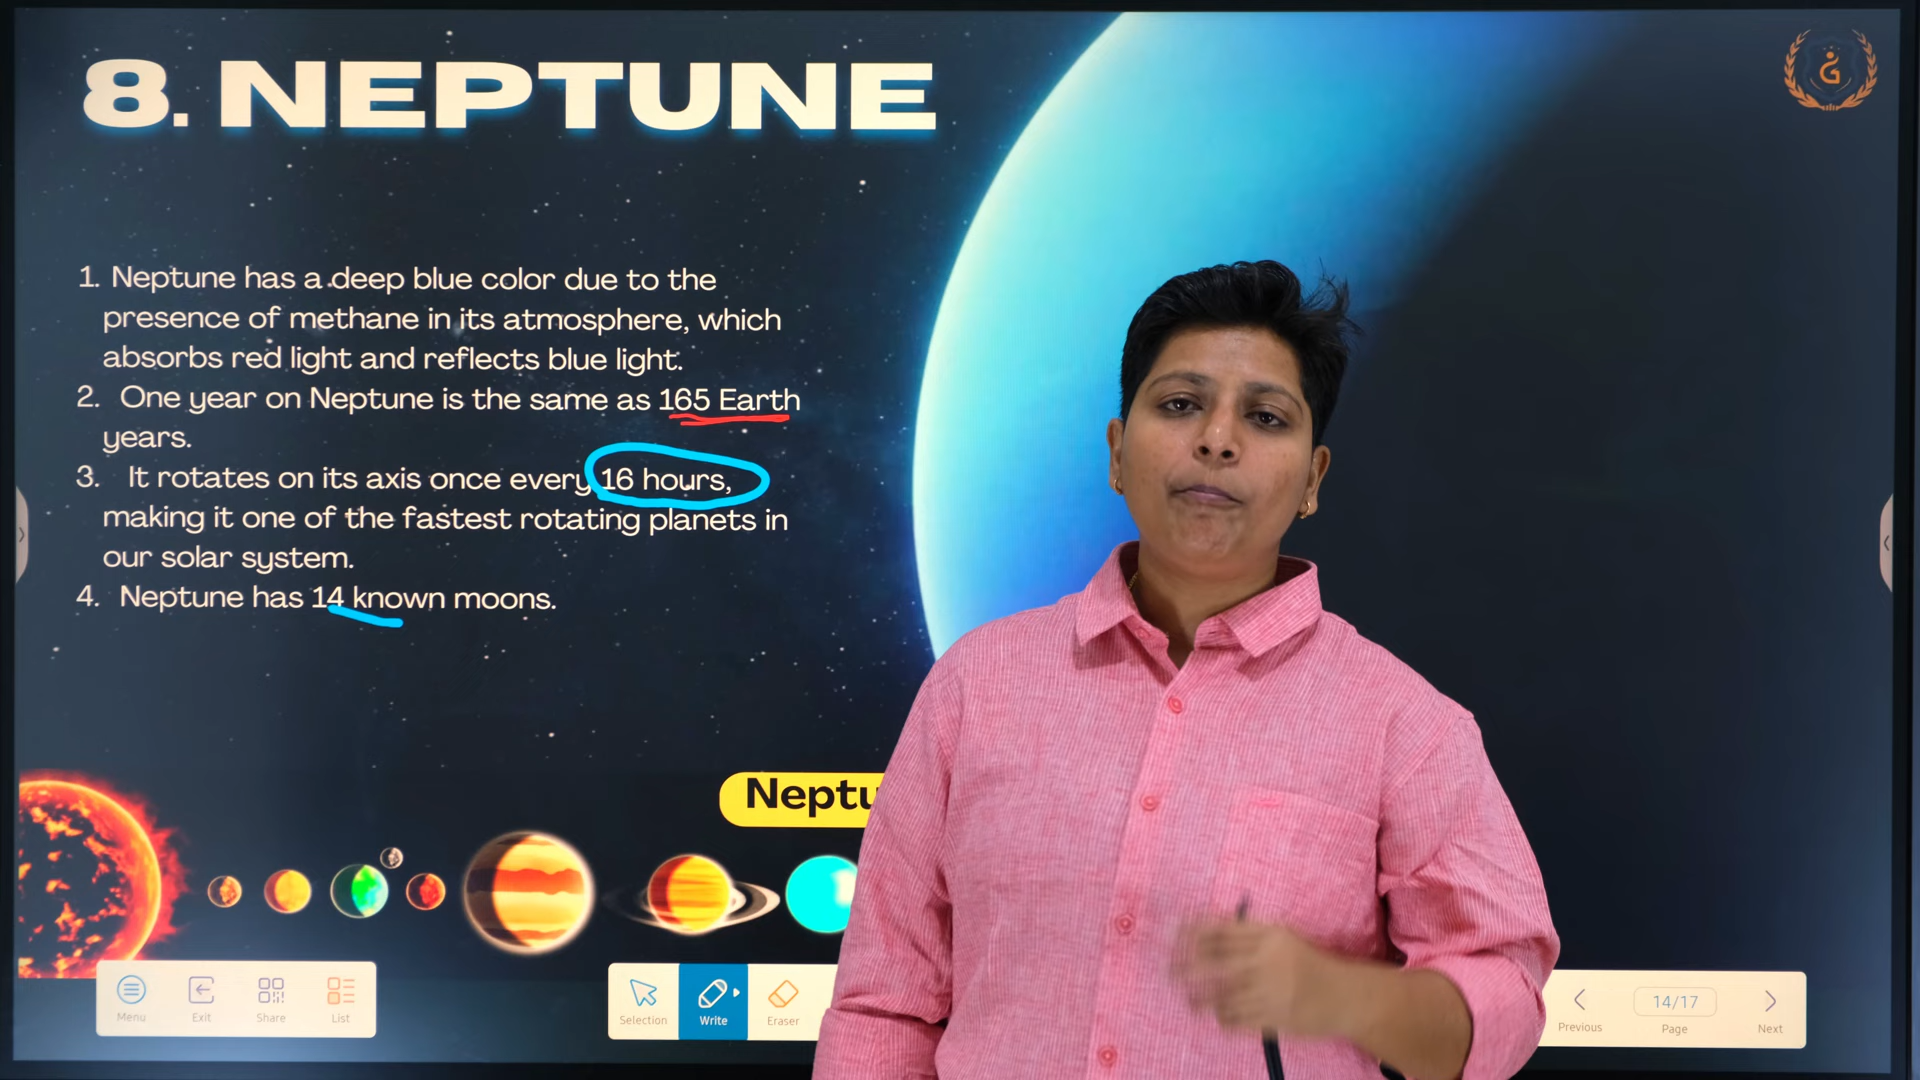 8. NEPTUNE
1. Neptune has a deep blue color due to the
presence of methane in its atmosphere, which
absorbs red light and reflects blue light.
2. One year on Neptune is the same as 165 Earth
years.
3. It rotates on its axis once every 16 hours,
making it one of the fastest rotating planets in
our solar system.
4. Neptune has 14 known moons.
Neptu
Menu Exit Share List
Selection Write Eraser
Previous 14/17 Page Next